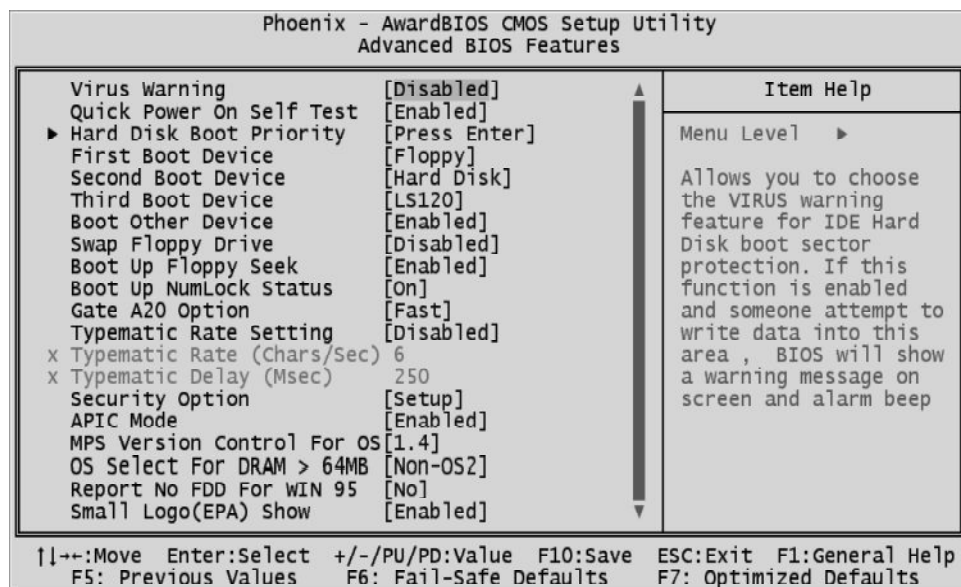 Phoenix - AwardBIOS CMOS Setup Utility
Advanced BIOS Features
Virus Warning [Disabled]
Quick Power On Self Test [Enabled]
▶ Hard Disk Boot Priority [Press Enter]
First Boot Device [Floppy]
Second Boot Device [Hard Disk]
Third Boot Device [LS120]
Boot Other Device [Enabled]
Swap Floppy Drive [Disabled]
Boot Up Floppy Seek [Enabled]
Boot Up NumLock Status [On]
Gate A20 Option [Fast]
Typematic Rate Setting [Disabled]
x Typematic Rate (Chars/Sec) 6
x Typematic Delay (Msec) 250
Security Option [Setup]
APIC Mode [Enabled]
MPS Version Control For OS[1.4]
OS Select For DRAM > 64MB [Non-OS2]
Report No FDD For WIN 95 [No]
Small Logo(EPA) Show [Enabled]
Item Help
Menu Level ▶
Allows you to choose
the VIRUS warning
feature for IDE Hard
Disk boot sector
protection. If this
function is enabled
and someone attempt to
write data into this
area , BIOS will show
a warning message on
screen and alarm beep
↑↓→←:Move Enter:Select +/-/PU/PD:Value F10:Save ESC:Exit F1:General Help
F5: Previous Values F6: Fail-Safe Defaults F7: Optimized Defaults